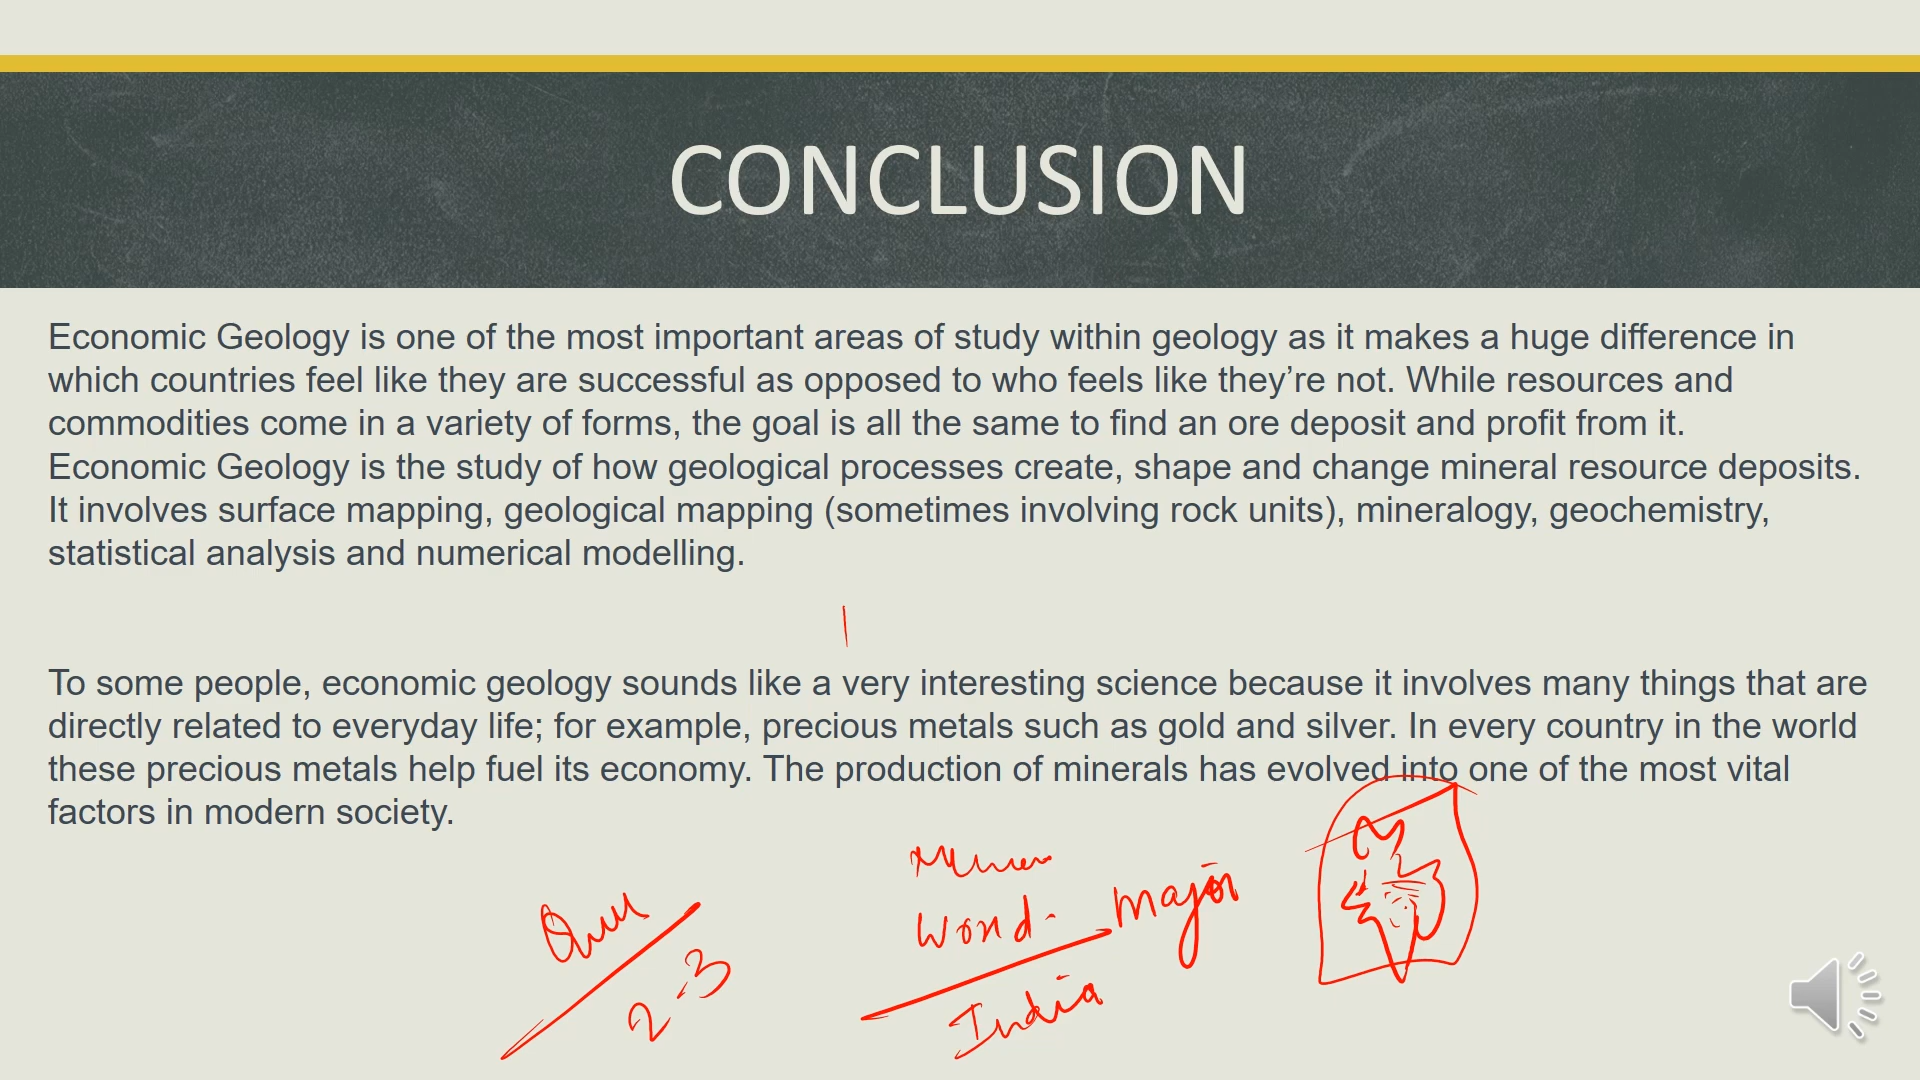 CONCLUSION
Economic Geology is one of the most important areas of study within geology as it makes a huge difference in
which countries feel like they are successful as opposed to who feels like they’re not. While resources and
commodities come in a variety of forms, the goal is all the same to find an ore deposit and profit from it.
Economic Geology is the study of how geological processes create, shape and change mineral resource deposits.
It involves surface mapping, geological mapping (sometimes involving rock units), mineralogy, geochemistry,
statistical analysis and numerical modelling.
To some people, economic geology sounds like a very interesting science because it involves many things that are
directly related to everyday life; for example, precious metals such as gold and silver. In every country in the world
these precious metals help fuel its economy. The production of minerals has evolved into one of the most vital
factors in modern society.
Major
2-3
India